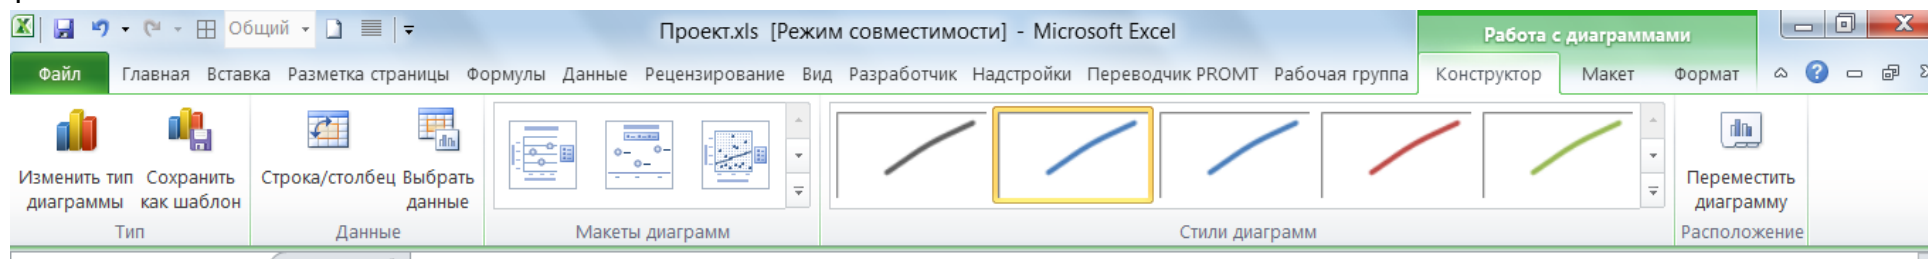 Общий
Проект.xls [Режим совместимости] - Microsoft Excel
Работа с диаграммами
Файл Главная Вставка Разметка страницы Формулы Данные Рецензирование Вид Разработчик Надстройки Переводчик PROMT Рабочая группа Конструктор Макет Формат
Изменить тип диаграммы
Сохранить как шаблон
Строка/столбец
Выбрать данные
Переместить диаграмму
Тип Данные Макеты диаграмм Стили диаграмм Расположение